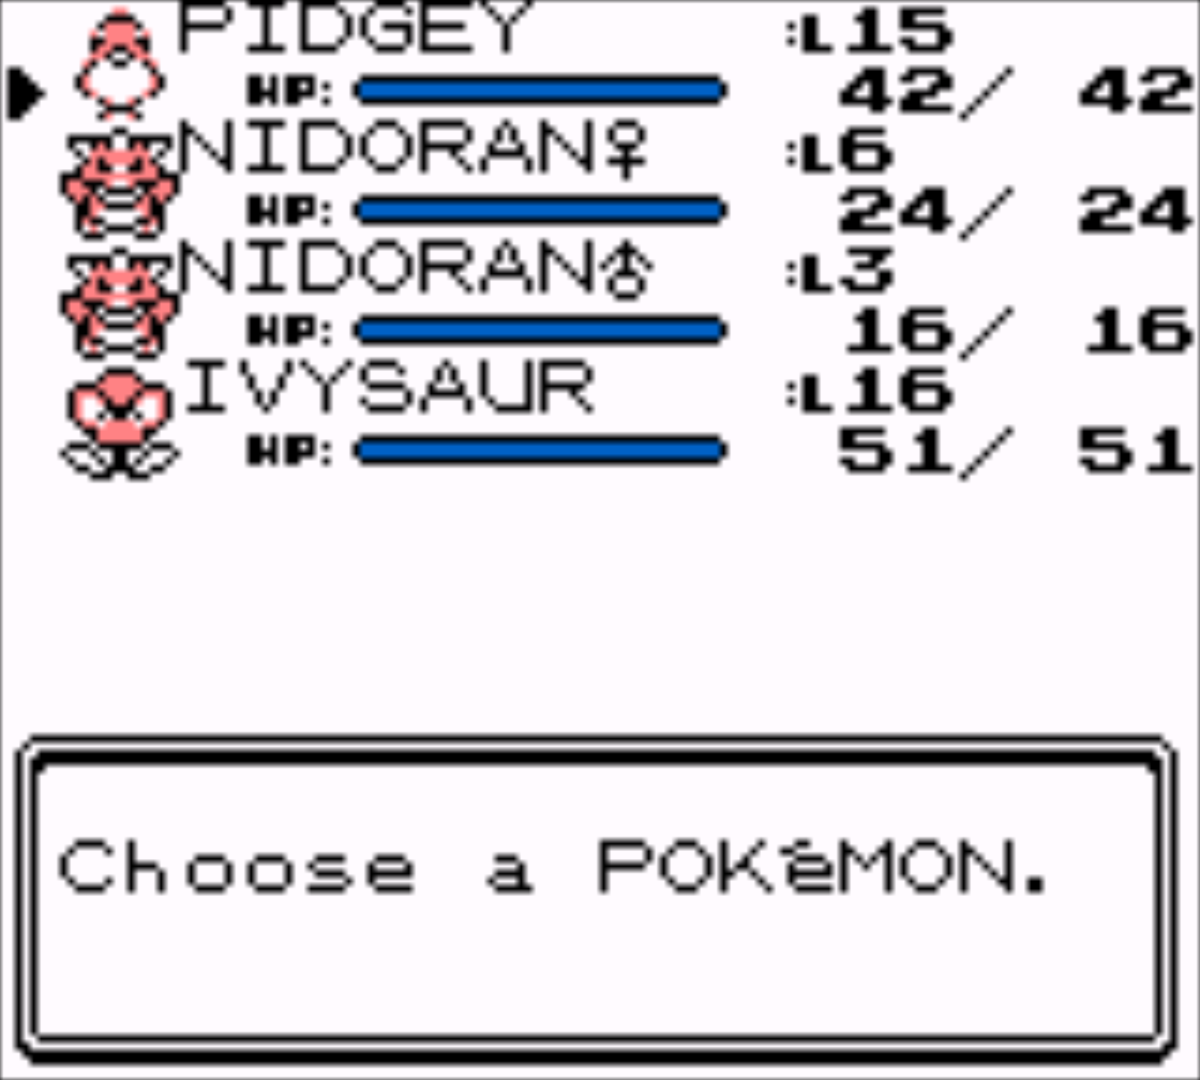 PIDGEY :L15
HP: 42/ 42
NIDORAN♀ :L6
HP: 24/ 24
NIDORAN♂ :L3
HP: 16/ 16
IVYSAUR :L16
HP: 51/ 51
Choose a POKéMON.